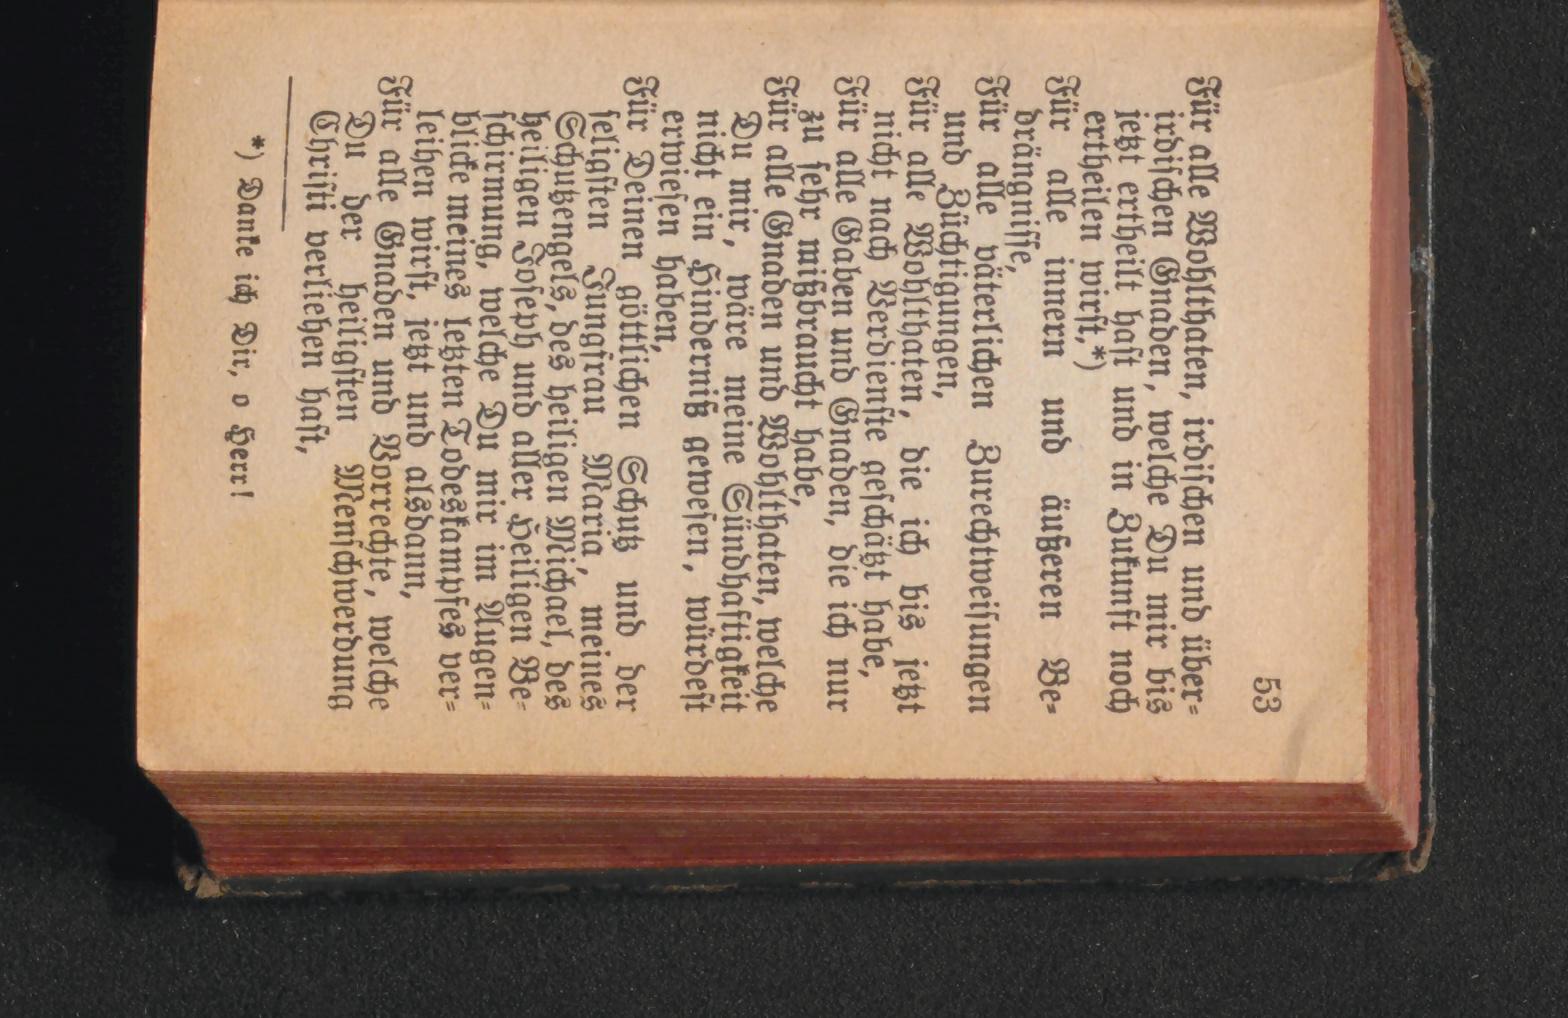 53
Für alle Wohlthaten, irdischen und über-
irdischen Gnaden, welche Du mir bis
jetzt ertheilt hast und in Zukunft noch
ertheilen wirst,*)
Für alle innern und äußeren Be-
drängnisse,
Für alle väterlichen Zurechtweisungen
und Züchtigungen,
Für alle Wohlthaten, die ich bis jetzt
nicht nach Verdienste geschätzt habe,
Für alle Gaben und Gnaden, die ich nur
zu sehr mißbraucht habe,
Für alle Gnaden und Wohlthaten, welche
Du mir, wäre meine Sündhaftigkeit
nicht ein Hinderniß gewesen, würdest
erwiesen haben,
Für Deinen göttlichen Schutz und der
seligsten Jungfrau Maria, meines
Schutzengels, des heiligen Michael, des
heiligen Joseph und aller Heiligen Be-
schirmung, welche Du mir im Augen-
blicke meines letzten Todeskampfes ver-
leihen wirst, jetzt und alsdann,
Für alle Gnaden und Vorrechte, welche
Du der heiligsten Menschwerdung
Christi verliehen hast,
*) Danke ich Dir, o Herr!